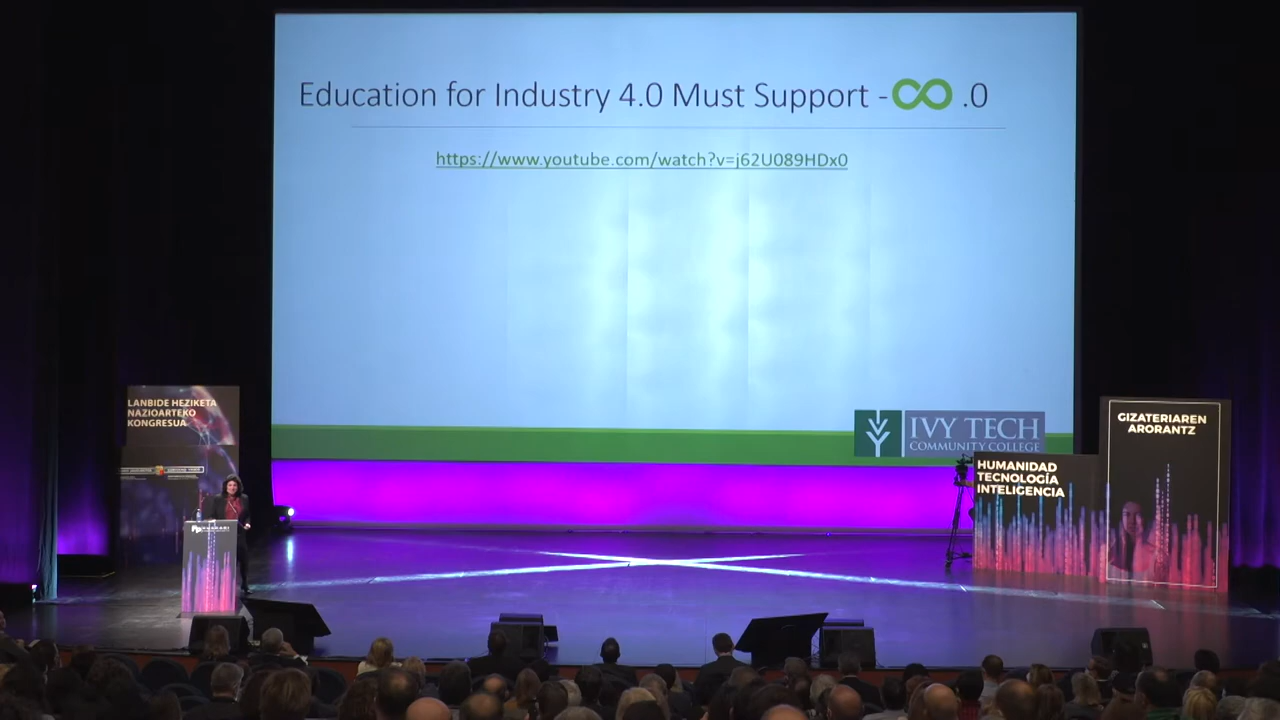 Education for Industry 4.0 Must Support -∞ .0
https://www.youtube.com/watch?v=j62U089HDx0
IVY TECH
COMMUNITY COLLEGE
LANBIDE HEZIKETA
NAZIOARTEKO
KONGRESUA
HUMANIDAD
TECNOLOGÍA
INTELIGENCIA
GIZATERIAREN
ARORANTZ